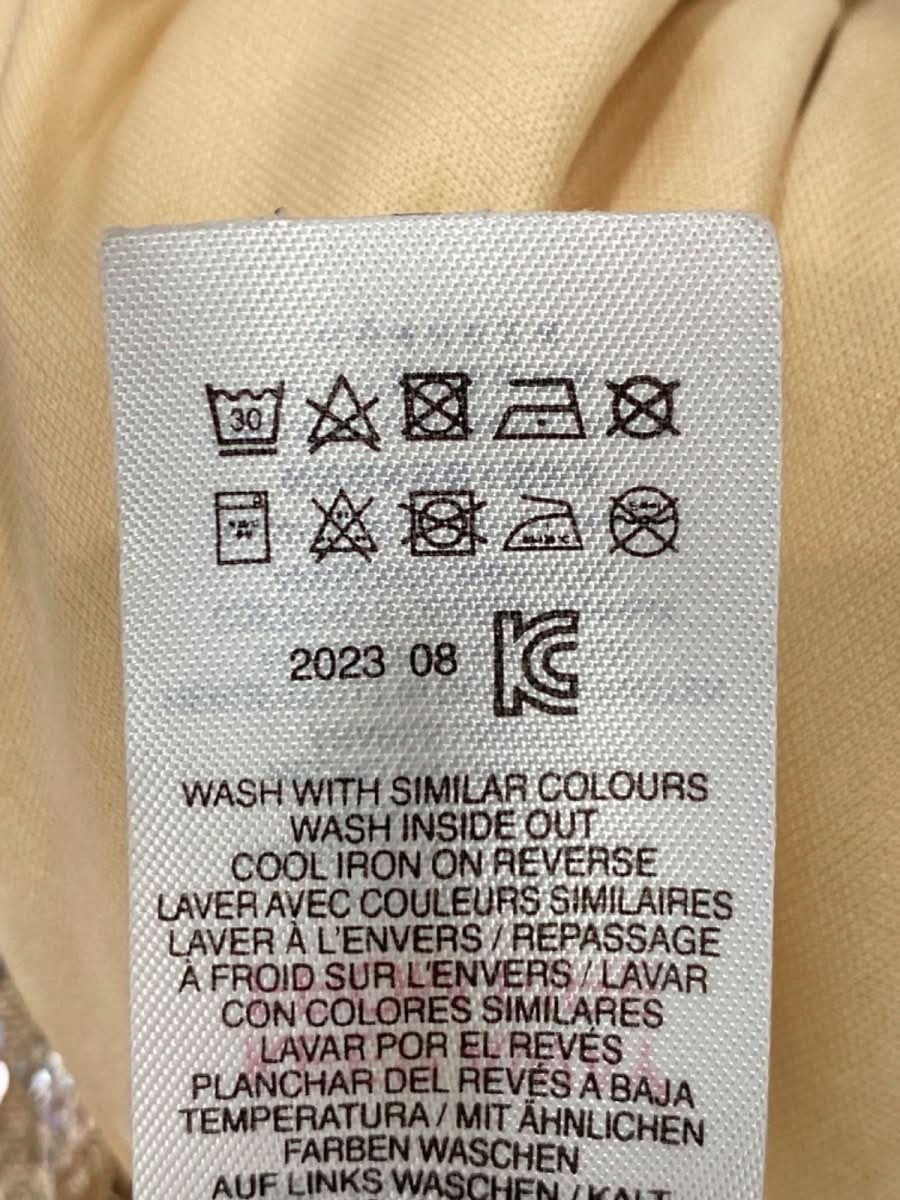 30
2023 08 KC
WASH WITH SIMILAR COLOURS
WASH INSIDE OUT
COOL IRON ON REVERSE
LAVER AVEC COULEURS SIMILAIRES
LAVER À L'ENVERS / REPASSAGE
À FROID SUR L'ENVERS / LAVAR
CON COLORES SIMILARES
LAVAR POR EL REVÉS
PLANCHAR DEL REVÉS A BAJA
TEMPERATURA / MIT ÄHNLICHEN
FARBEN WASCHEN
AUF LINKS WASCHEN / KALT